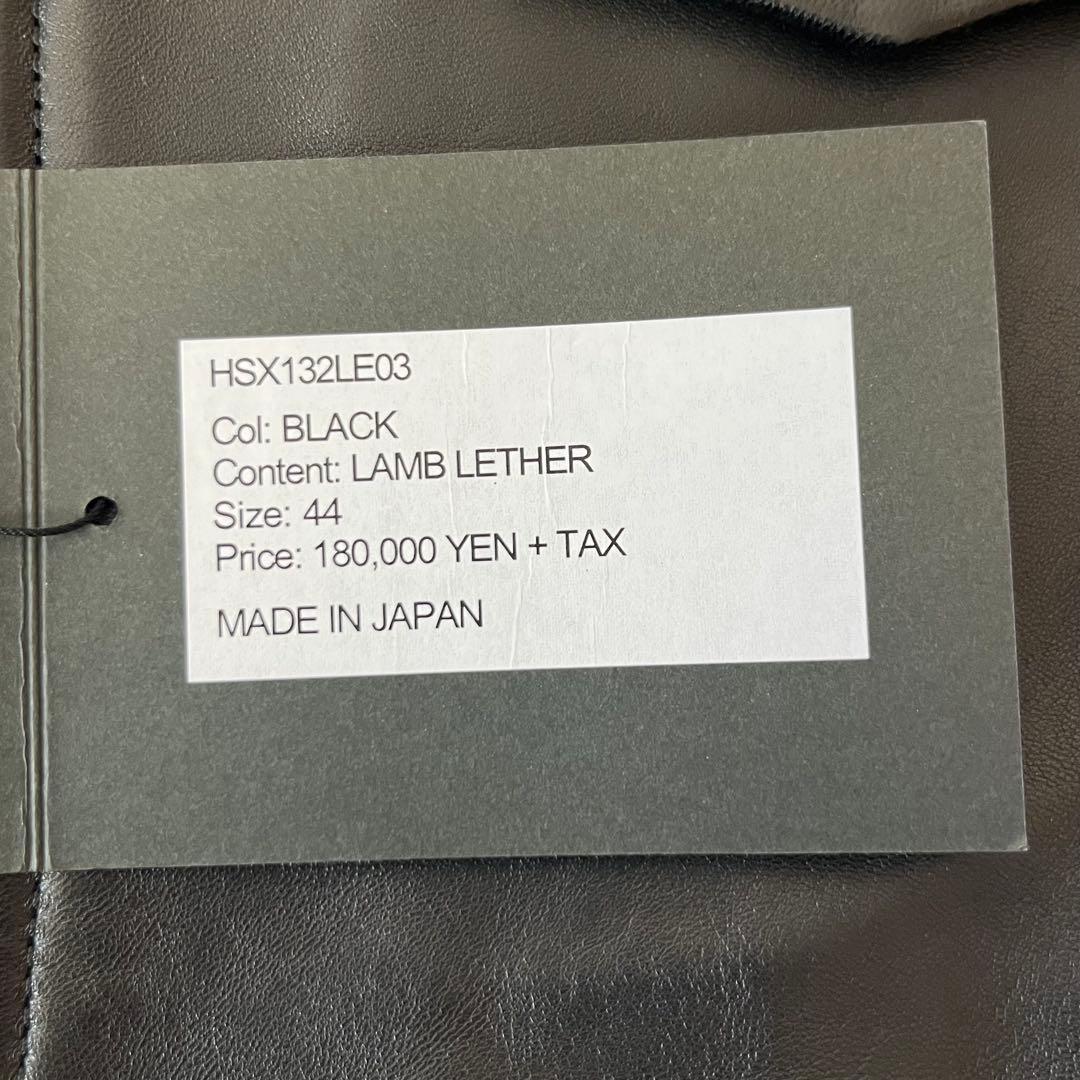 HSX132LE03
Col: BLACK
Content: LAMB LETHER
Size: 44
Price: 180,000 YEN + TAX
MADE IN JAPAN